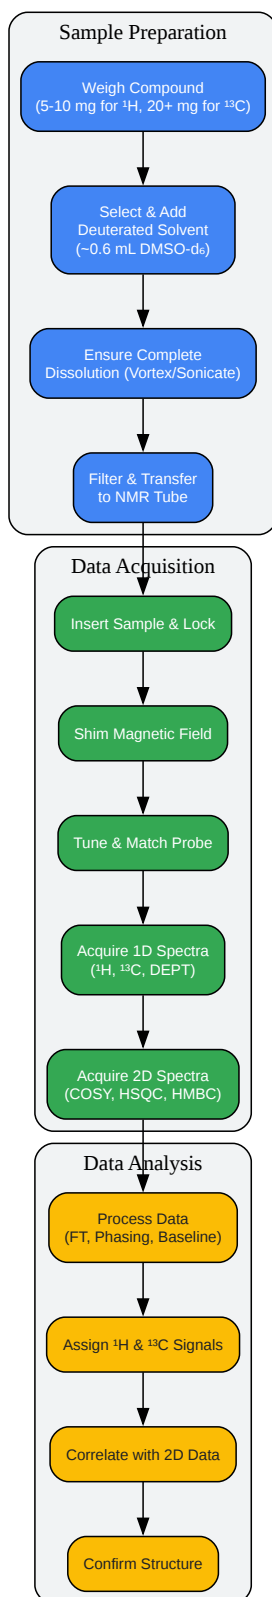 Sample Preparation
Weigh Compound
(5-10 mg for ¹H, 20+ mg for ¹³C)
Select & Add
Deuterated Solvent
(~0.6 mL DMSO-d₆)
Ensure Complete
Dissolution (Vortex/Sonicate)
Filter & Transfer
to NMR Tube
Data Acquisition
Insert Sample & Lock
Shim Magnetic Field
Tune & Match Probe
Acquire 1D Spectra
(¹H, ¹³C, DEPT)
Acquire 2D Spectra
(COSY, HSQC, HMBC)
Data Analysis
Process Data
(FT, Phasing, Baseline)
Assign ¹H & ¹³C Signals
Correlate with 2D Data
Confirm Structure